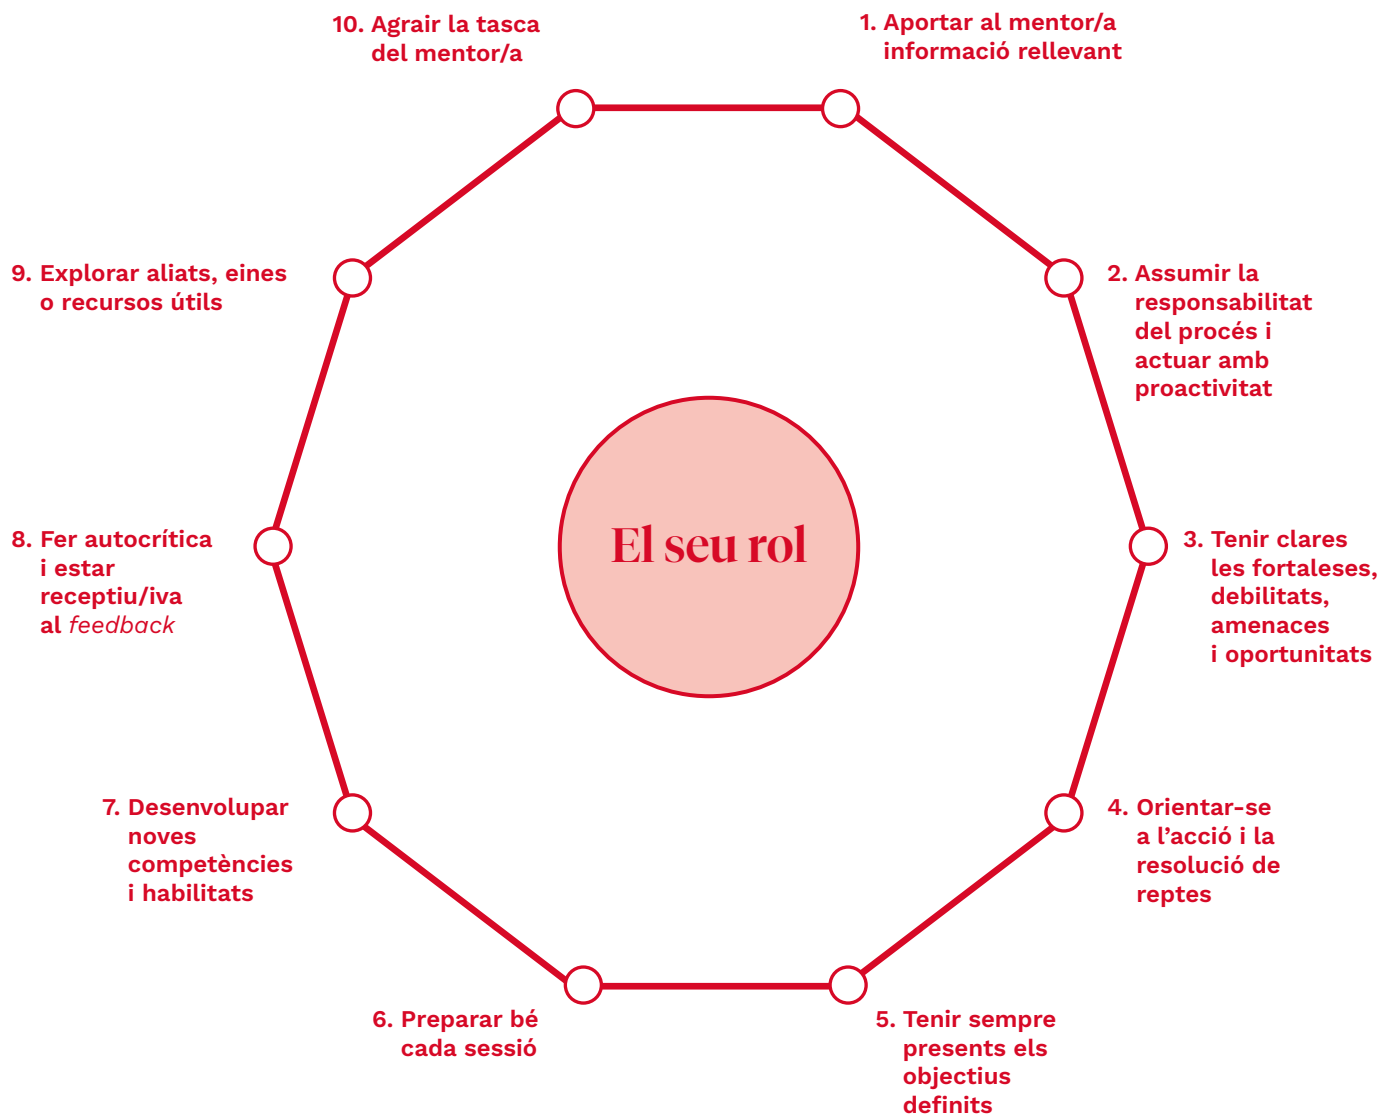 1. Aportar al mentor/a
informació rellevant
2. Assumir la
responsabilitat
del procés i
actuar amb
proactivitat
3. Tenir clares
les fortaleses,
debilitats,
amenaces
i oportunitats
4. Orientar-se
a l’acció i la
resolució de
reptes
5. Tenir sempre
presents els
objectius
definits
6. Preparar bé
cada sessió
7. Desenvolupar
noves
competències
i habilitats
8. Fer autocrítica
i estar
receptiu/iva
al feedback
9. Explorar aliats, eines
o recursos útils
10. Agrair la tasca
del mentor/a
El seu rol